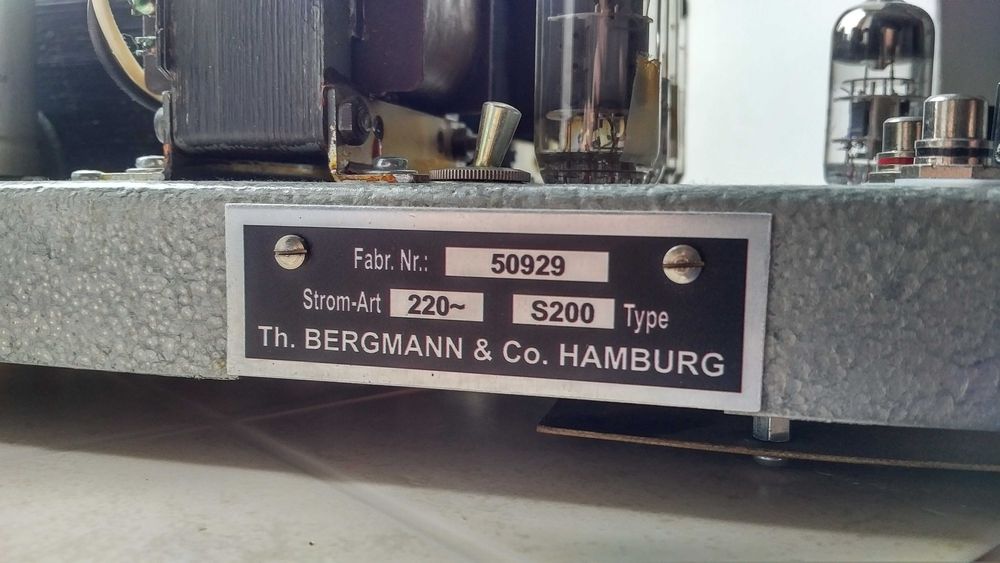 Fabr. Nr.: 50929
Strom-Art 220~ S200 Type
Th. BERGMANN & Co. HAMBURG